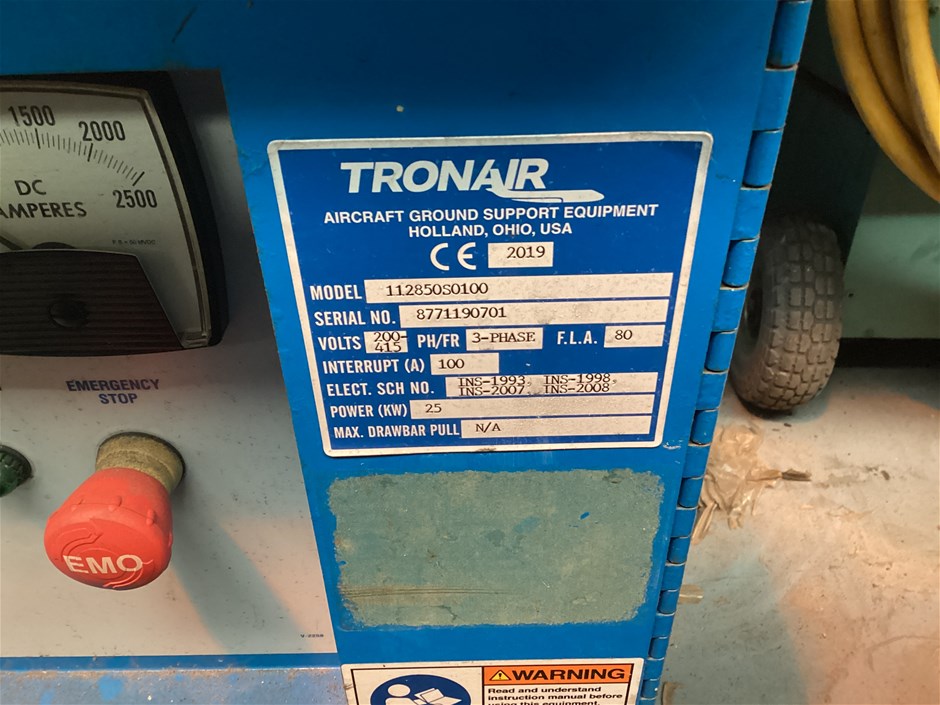 1500
2000
2500
DC
AMPERES
EMERGENCY
STOP
EMO
TRONAIR
AIRCRAFT GROUND SUPPORT EQUIPMENT
HOLLAND, OHIO, USA
CE 2019
MODEL 112850S0100
SERIAL NO. 8771190701
VOLTS 200-415 PH/FR 3-PHASE F.L.A. 80
INTERRUPT (A) 100
ELECT. SCH NO. INS-1993, INS-1998,
INS-2007, INS-2008
POWER (KW) 25
MAX. DRAWBAR PULL N/A
WARNING
Read and understand
instruction manual before
using this equipment.